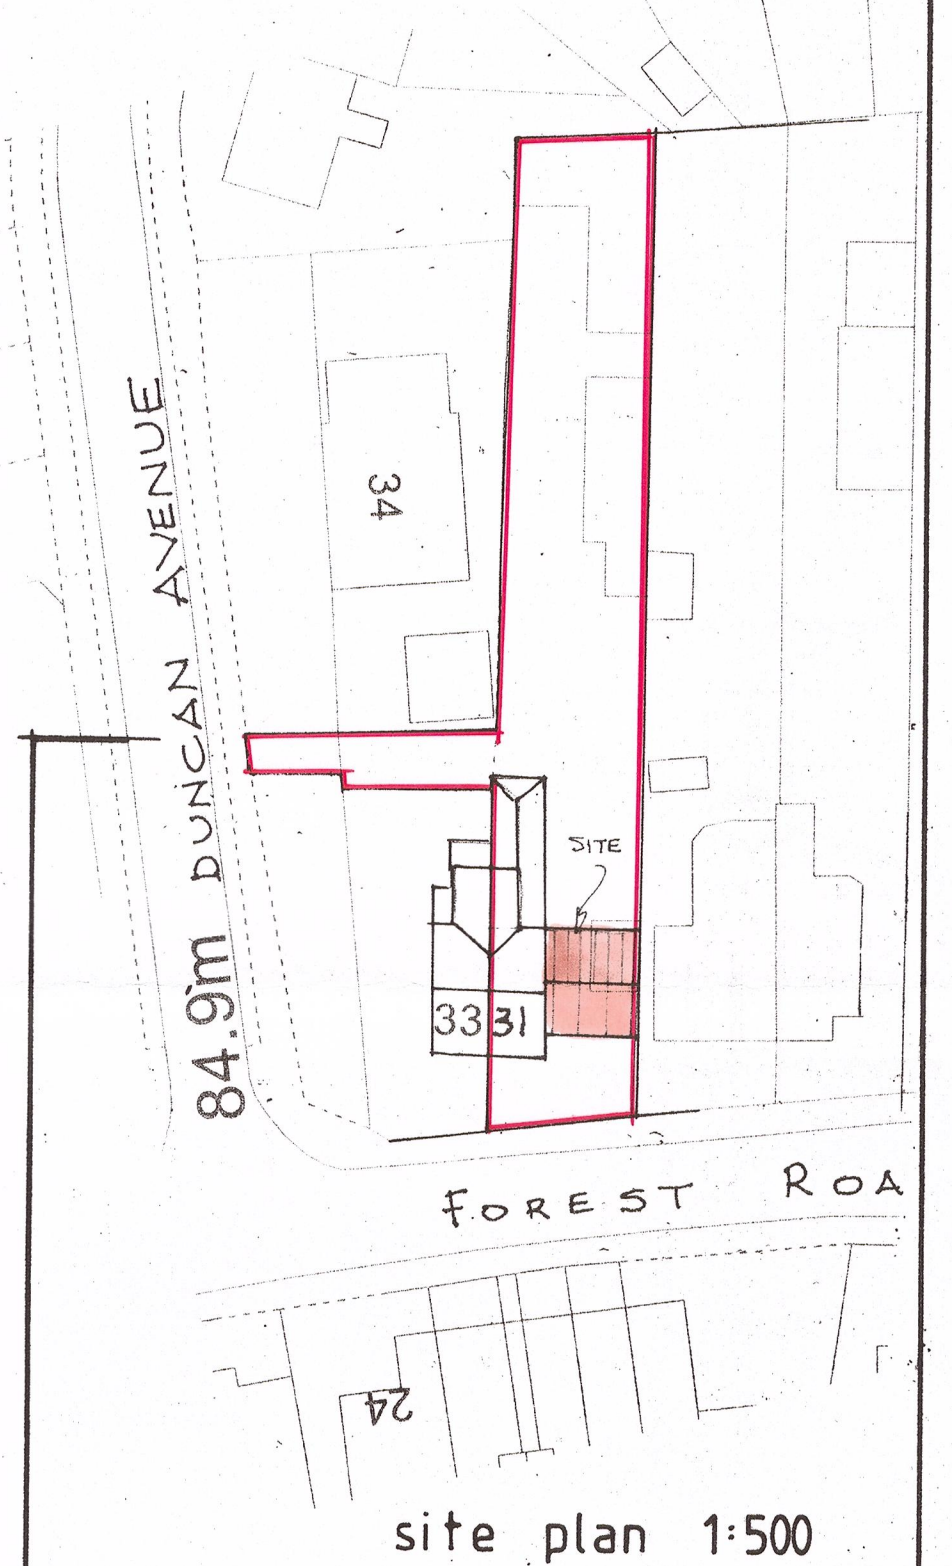 34
84.9m DUNCAN AVENUE
SITE
33 31
FOREST ROA
24
site plan 1:500